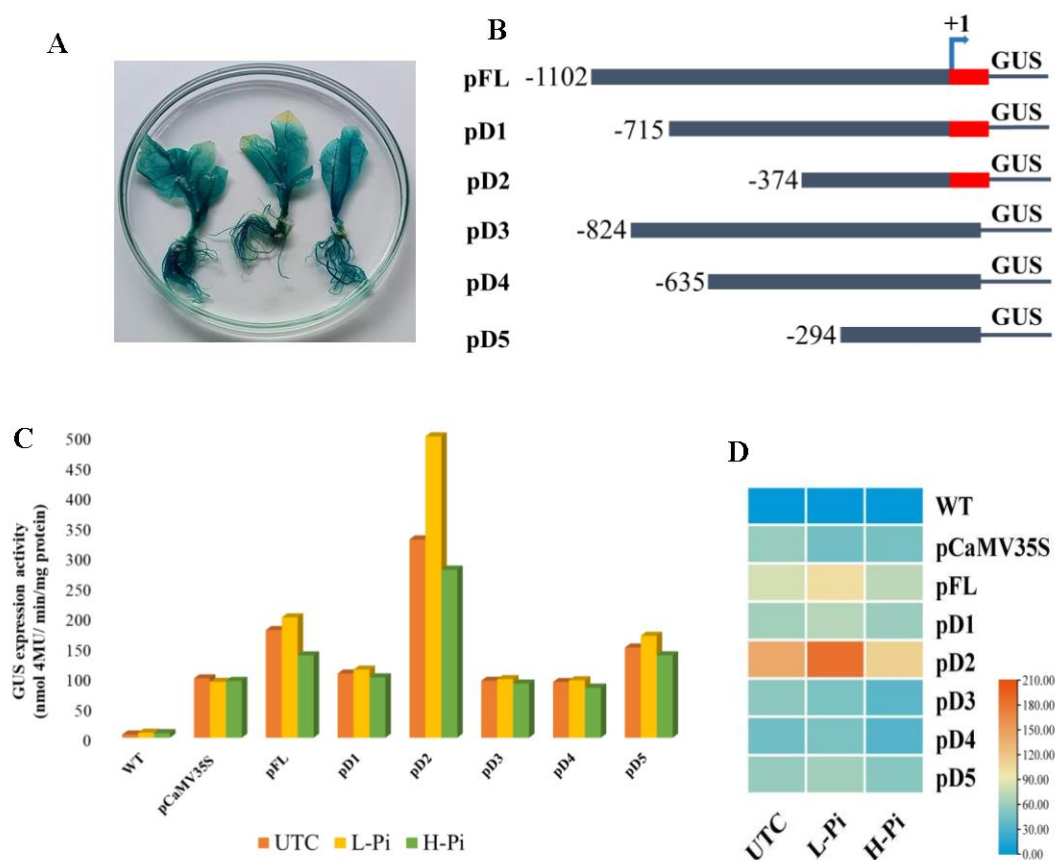 A
B
+1
pFL -1102 GUS
pD1 -715 GUS
pD2 -374 GUS
pD3 -824 GUS
pD4 -635 GUS
pD5 -294 GUS
C
GUS expression activity
(nmol 4MU/ min/mg protein)
500
450
400
350
300
250
200
150
100
50
0
WT pCaMV35S pFL pD1 pD2 pD3 pD4 pD5
UTC L-Pi H-Pi
D
WT
pCaMV35S
pFL
pD1
pD2
pD3
pD4
pD5
UTC L-Pi H-Pi
210.00
180.00
150.00
120.00
90.00
60.00
30.00
0.00